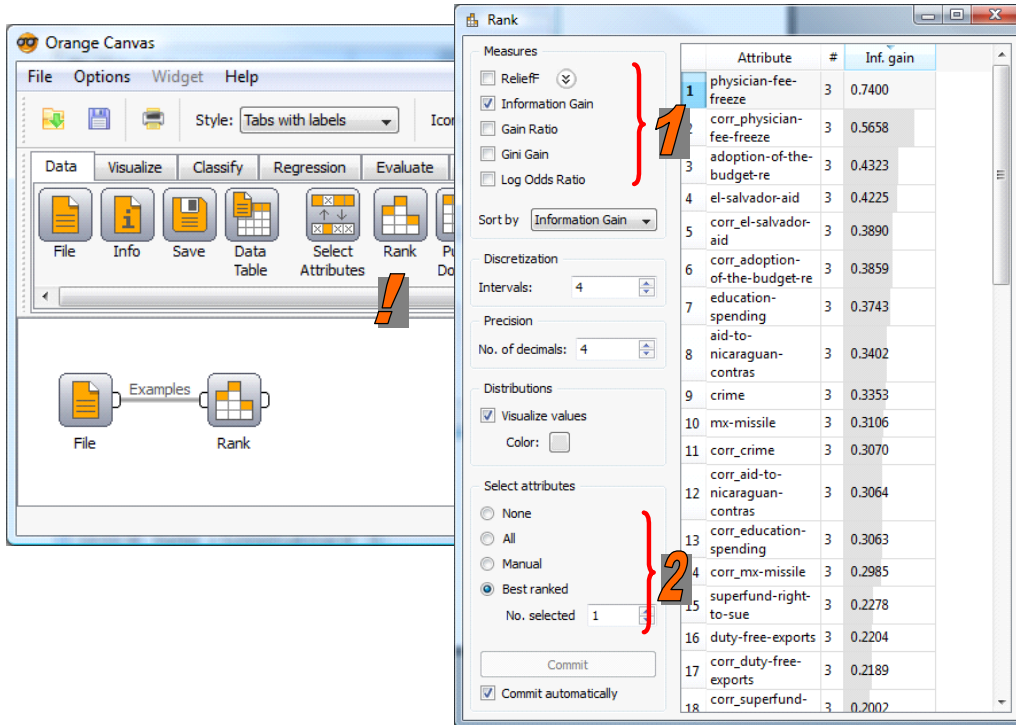 Orange Canvas
File Options Widget Help
Style: Tabs with labels
Data Visualize Classify Regression Evaluate
File Info Save Data Table Select Attributes Rank
!
Examples
File Rank
Rank
Measures
ReliefF
Information Gain
Gain Ratio
Gini Gain
Log Odds Ratio
1
Sort by Information Gain
Discretization
Intervals: 4
Precision
No. of decimals: 4
Distributions
Visualize values
Color:
Select attributes
None
All
Manual
Best ranked
No. selected 1
2
Commit
Commit automatically
Attribute # Inf. gain
1 physician-fee-
freeze 3 0.7400
corr_physician-
fee-freeze 3 0.5658
3 adoption-of-the-
budget-re 3 0.4323
4 el-salvador-aid 3 0.4225
5 corr_el-salvador-
aid 3 0.3890
6 corr_adoption-
of-the-budget-re 3 0.3859
7 education-
spending 3 0.3743
8 aid-to-
nicaraguan-
contras 3 0.3402
9 crime 3 0.3353
10 mx-missile 3 0.3106
11 corr_crime 3 0.3070
12 corr_aid-to-
nicaraguan-
contras 3 0.3064
13 corr_education-
spending 3 0.3063
4 corr_mx-missile 3 0.2985
15 superfund-right-
to-sue 3 0.2278
16 duty-free-exports 3 0.2204
17 corr_duty-free-
exports 3 0.2189
18 corr_superfund- 3 0.2002